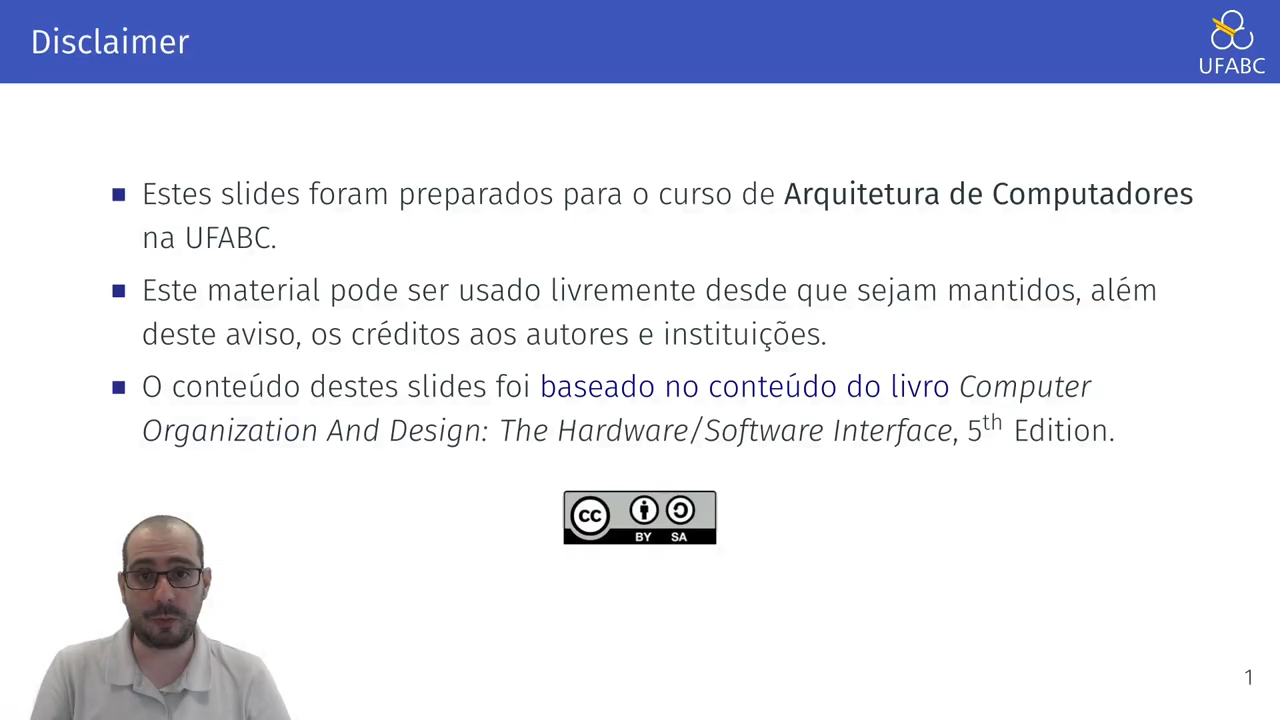 Disclaimer
UFABC
Estes slides foram preparados para o curso de Arquitetura de Computadores
na UFABC.
Este material pode ser usado livremente desde que sejam mantidos, além
deste aviso, os créditos aos autores e instituições.
O conteúdo destes slides foi baseado no conteúdo do livro Computer
Organization And Design: The Hardware/Software Interface, 5th Edition.
cc
BY SA
1